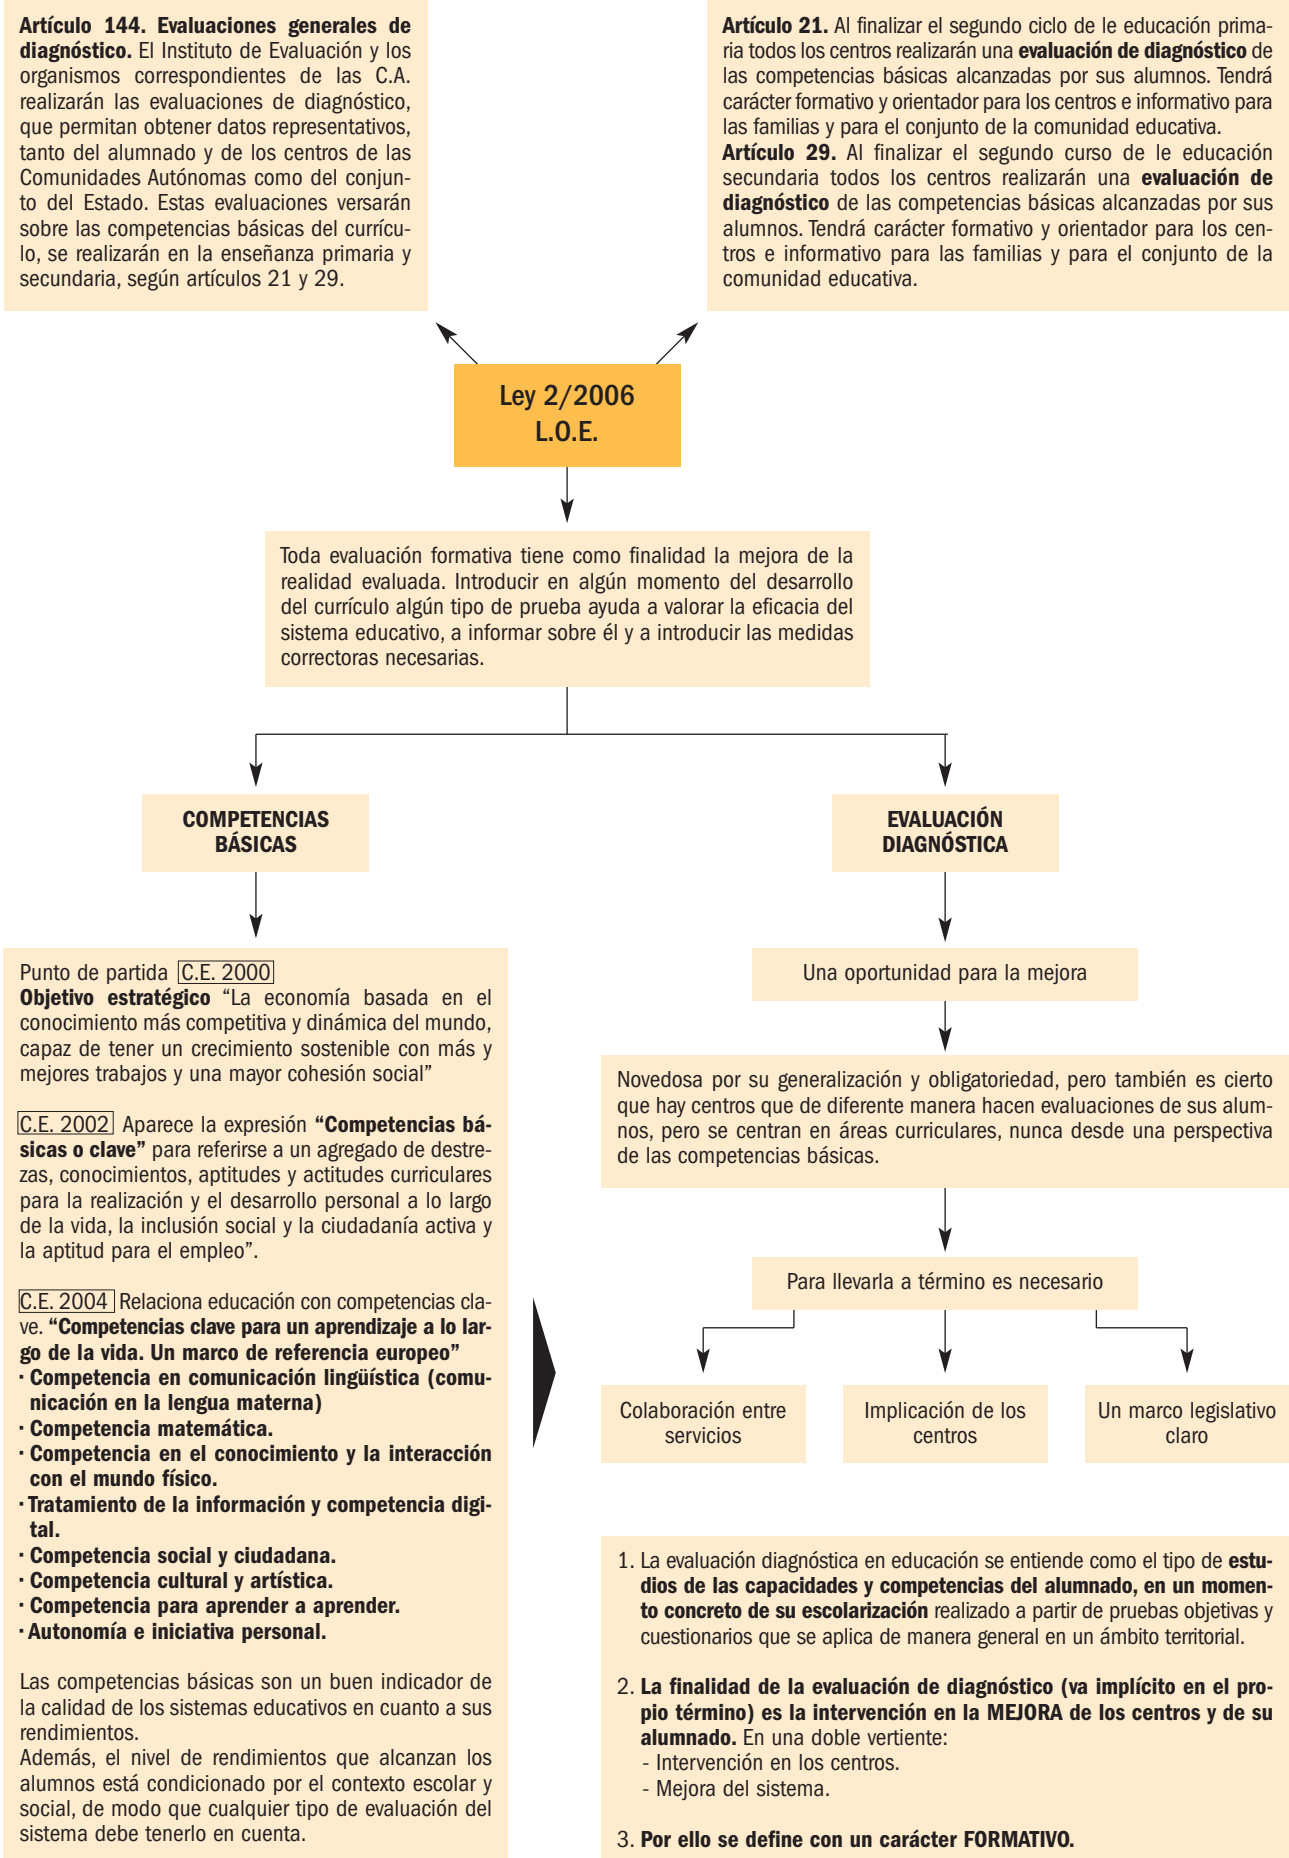 Artículo 144. Evaluaciones generales de
diagnóstico. El Instituto de Evaluación y los
organismos correspondientes de las C.A.
realizarán las evaluaciones de diagnóstico,
que permitan obtener datos representativos,
tanto del alumnado y de los centros de las
Comunidades Autónomas como del conjun-
to del Estado. Estas evaluaciones versarán
sobre las competencias básicas del currícu-
lo, se realizarán en la enseñanza primaria y
secundaria, según artículos 21 y 29.
Artículo 21. Al finalizar el segundo ciclo de le educación prima-
ria todos los centros realizarán una evaluación de diagnóstico de
las competencias básicas alcanzadas por sus alumnos. Tendrá
carácter formativo y orientador para los centros e informativo para
las familias y para el conjunto de la comunidad educativa.
Artículo 29. Al finalizar el segundo curso de le educación
secundaria todos los centros realizarán una evaluación de
diagnóstico de las competencias básicas alcanzadas por sus
alumnos. Tendrá carácter formativo y orientador para los cen-
tros e informativo para las familias y para el conjunto de la
comunidad educativa.
Ley 2/2006
L.O.E.
Toda evaluación formativa tiene como finalidad la mejora de la
realidad evaluada. Introducir en algún momento del desarrollo
del currículo algún tipo de prueba ayuda a valorar la eficacia del
sistema educativo, a informar sobre él y a introducir las medidas
correctoras necesarias.
COMPETENCIAS
BÁSICAS
EVALUACIÓN
DIAGNÓSTICA
Punto de partida C.E. 2000
Objetivo estratégico “La economía basada en el
conocimiento más competitiva y dinámica del mundo,
capaz de tener un crecimiento sostenible con más y
mejores trabajos y una mayor cohesión social”
C.E. 2002 Aparece la expresión “Competencias bá-
sicas o clave” para referirse a un agregado de destre-
zas, conocimientos, aptitudes y actitudes curriculares
para la realización y el desarrollo personal a lo largo
de la vida, la inclusión social y la ciudadanía activa y
la aptitud para el empleo”.
C.E. 2004 Relaciona educación con competencias cla-
ve. “Competencias clave para un aprendizaje a lo lar-
go de la vida. Un marco de referencia europeo”
· Competencia en comunicación lingüística (comu-
nicación en la lengua materna)
· Competencia matemática.
· Competencia en el conocimiento y la interacción
con el mundo físico.
· Tratamiento de la información y competencia digi-
tal.
· Competencia social y ciudadana.
· Competencia cultural y artística.
· Competencia para aprender a aprender.
· Autonomía e iniciativa personal.
Las competencias básicas son un buen indicador de
la calidad de los sistemas educativos en cuanto a sus
rendimientos.
Además, el nivel de rendimientos que alcanzan los
alumnos está condicionado por el contexto escolar y
social, de modo que cualquier tipo de evaluación del
sistema debe tenerlo en cuenta.
Una oportunidad para la mejora
Novedosa por su generalización y obligatoriedad, pero también es cierto
que hay centros que de diferente manera hacen evaluaciones de sus alum-
nos, pero se centran en áreas curriculares, nunca desde una perspectiva
de las competencias básicas.
Para llevarla a término es necesario
Colaboración entre
servicios
Implicación de los
centros
Un marco legislativo
claro
1. La evaluación diagnóstica en educación se entiende como el tipo de estu-
dios de las capacidades y competencias del alumnado, en un momen-
to concreto de su escolarización realizado a partir de pruebas objetivas y
cuestionarios que se aplica de manera general en un ámbito territorial.
2. La finalidad de la evaluación de diagnóstico (va implícito en el pro-
pio término) es la intervención en la MEJORA de los centros y de su
alumnado. En una doble vertiente:
- Intervención en los centros.
- Mejora del sistema.
3. Por ello se define con un carácter FORMATIVO.